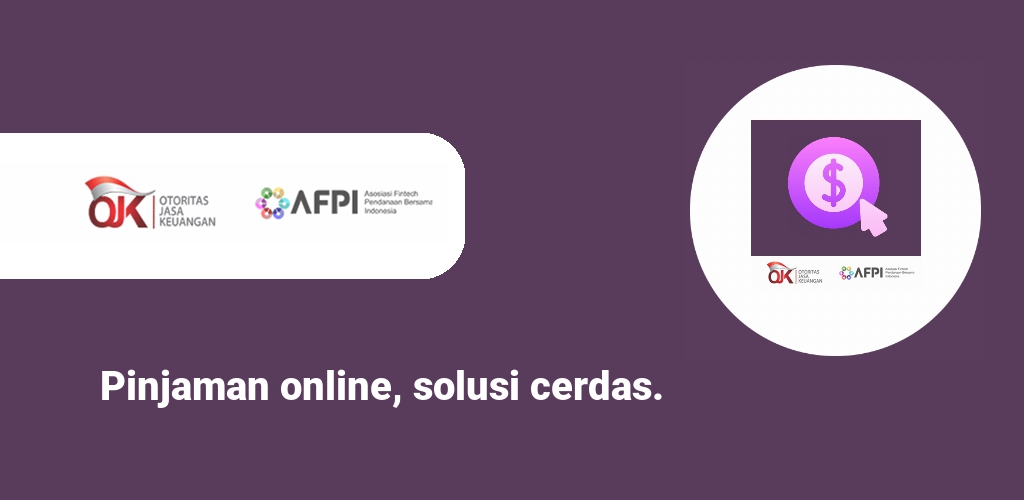 OJK
OTORITAS
JASA
KEUANGAN
AFPI
Asosiasi Fintech
Pendanaan Bersama
Indonesia
$
OJK
OTORITAS
JASA
KEUANGAN
AFPI
Asosiasi Fintech
Pendanaan Bersama
Indonesia
Pinjaman online, solusi cerdas.